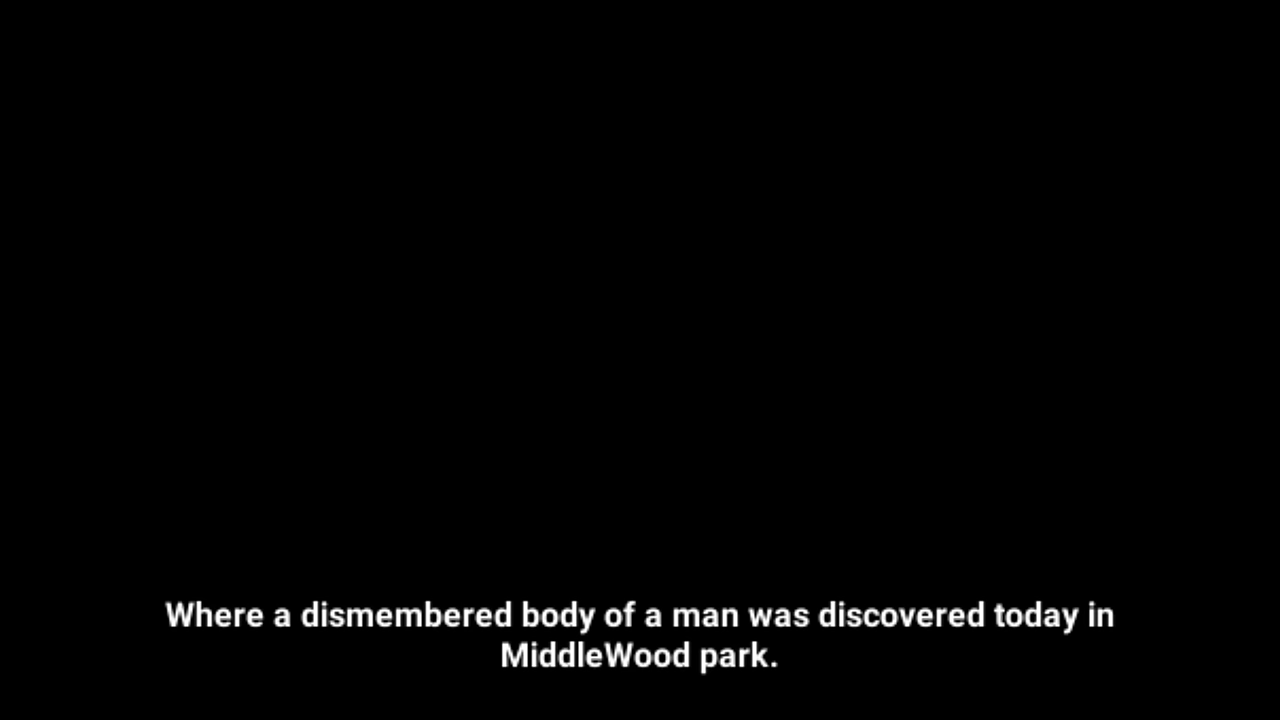 Where a dismembered body of a man was discovered today in
MiddleWood park.